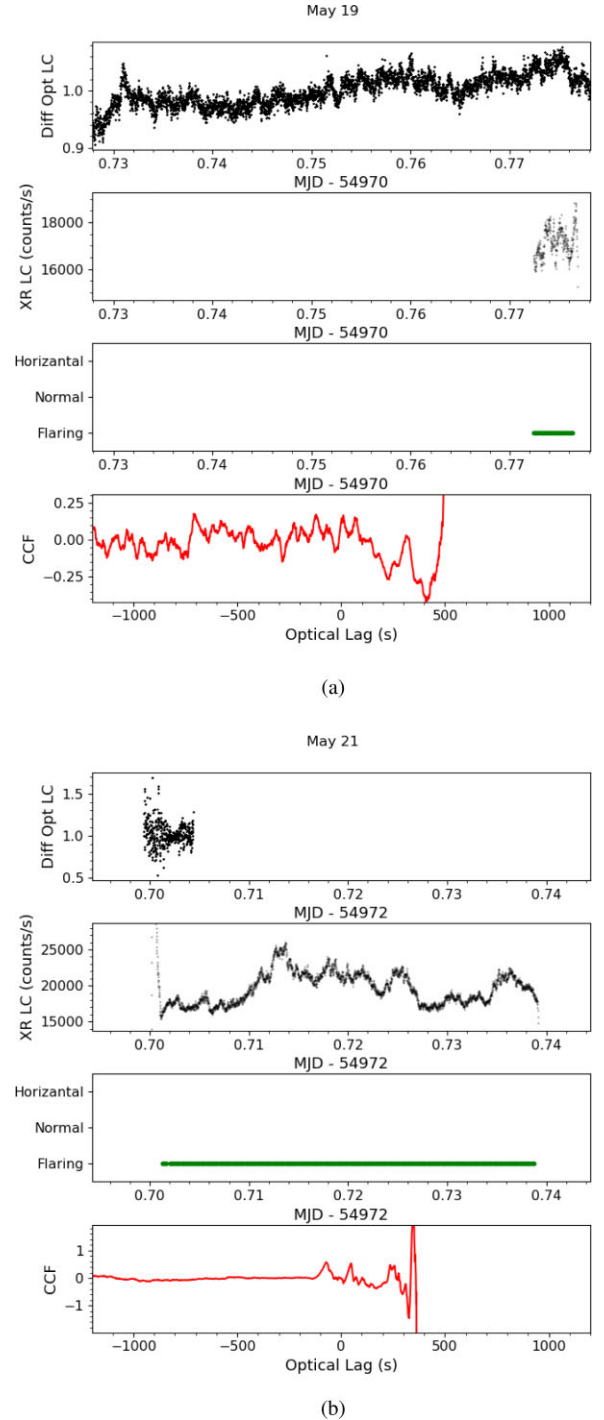 May 19
Diff Opt LC
1.0
0.9
0.73 0.74 0.75 0.76 0.77
MJD - 54970
XR LC (counts/s)
18000
16000
0.73 0.74 0.75 0.76 0.77
MJD - 54970
Horizantal
Normal
Flaring
0.73 0.74 0.75 0.76 0.77
MJD - 54970
CCF
0.25
0.00
−0.25
−1000 −500 0 500 1000
Optical Lag (s)
(a)
May 21
Diff Opt LC
1.5
1.0
0.5
0.70 0.71 0.72 0.73 0.74
MJD - 54972
XR LC (counts/s)
25000
20000
15000
0.70 0.71 0.72 0.73 0.74
MJD - 54972
Horizantal
Normal
Flaring
0.70 0.71 0.72 0.73 0.74
MJD - 54972
CCF
1
0
−1
−1000 −500 0 500 1000
Optical Lag (s)
(b)